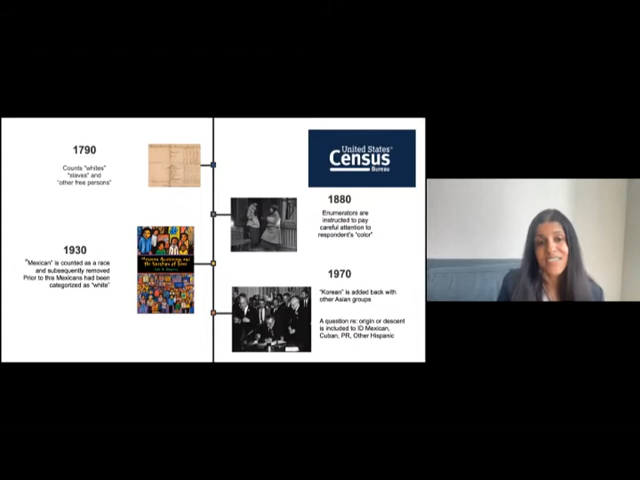 1790
Counts "whites"
"slaves" and
"other free persons"
United States
Census
Bureau
1880
Enumerators are
instructed to pay
careful attention to
respondent's "color"
1930
"Mexican" is counted as a race
and subsequently removed
Prior to this Mexicans had been
categorized as "white"
1970
"Korean" is added back with
other Asian groups
A question re: origin or descent
is included to ID Mexican,
Cuban, PR, Other Hispanic